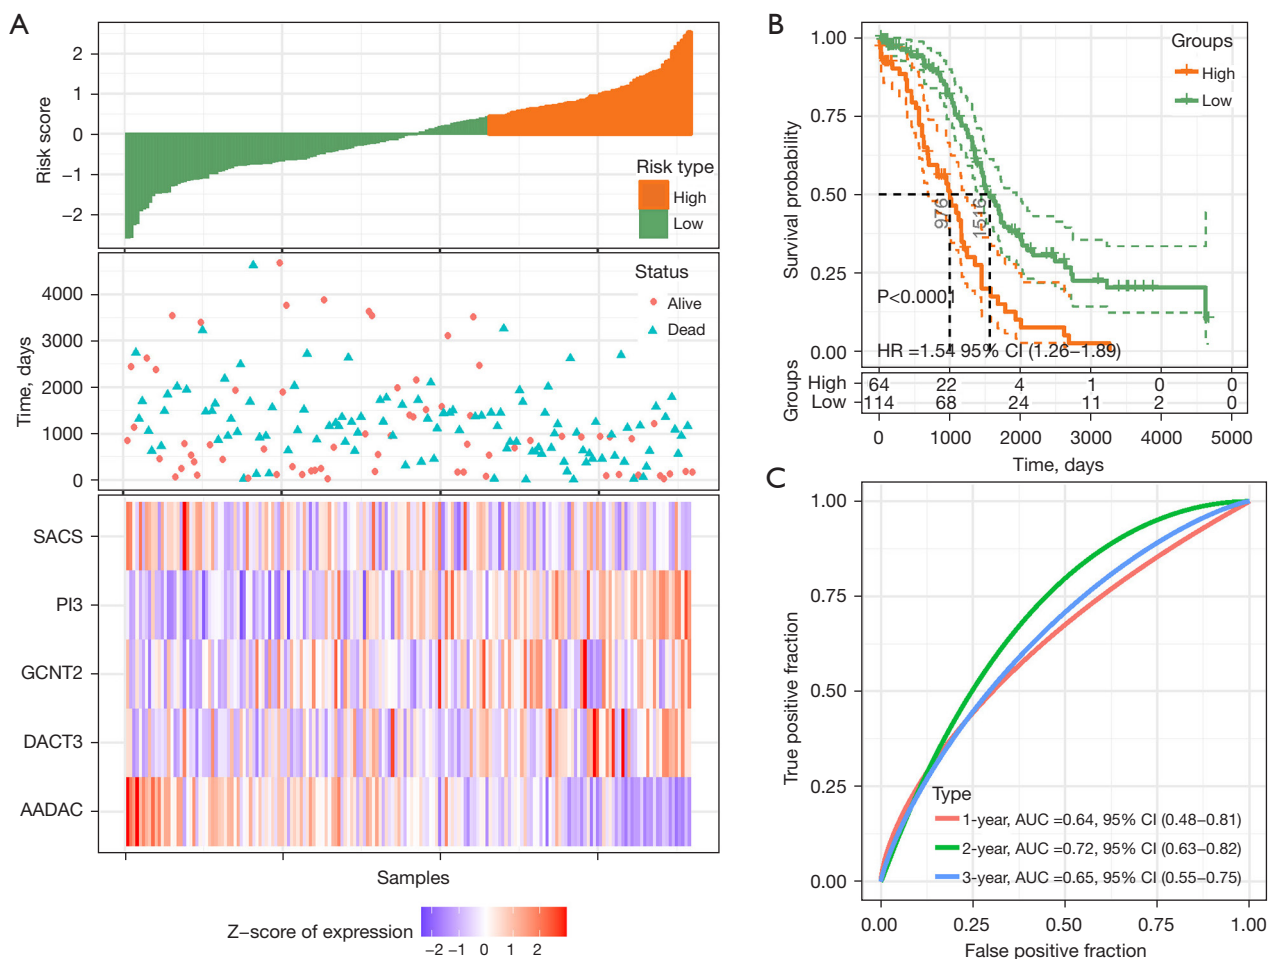 A
Risk score
2
1
0
−1
−2
Risk type
High
Low
Time, days
4000
3000
2000
1000
0
Status
Alive
Dead
SACS
PI3
GCNT2
DACT3
AADAC
Samples
Z-score of expression
−2 −1 0 1 2
B
Survival probability
1.00
0.75
0.50
0.25
0.00
Groups
High
Low
976
1516
P<0.0001
HR =1.54 95% CI (1.26–1.89)
Groups
High 64 22 4 1 0 0
Low 114 68 24 11 2 0
0 1000 2000 3000 4000 5000
Time, days
C
True positive fraction
1.00
0.75
0.50
0.25
0.00
Type
1-year, AUC =0.64, 95% CI (0.48–0.81)
2-year, AUC =0.72, 95% CI (0.63–0.82)
3-year, AUC =0.65, 95% CI (0.55–0.75)
0.00 0.25 0.50 0.75 1.00
False positive fraction